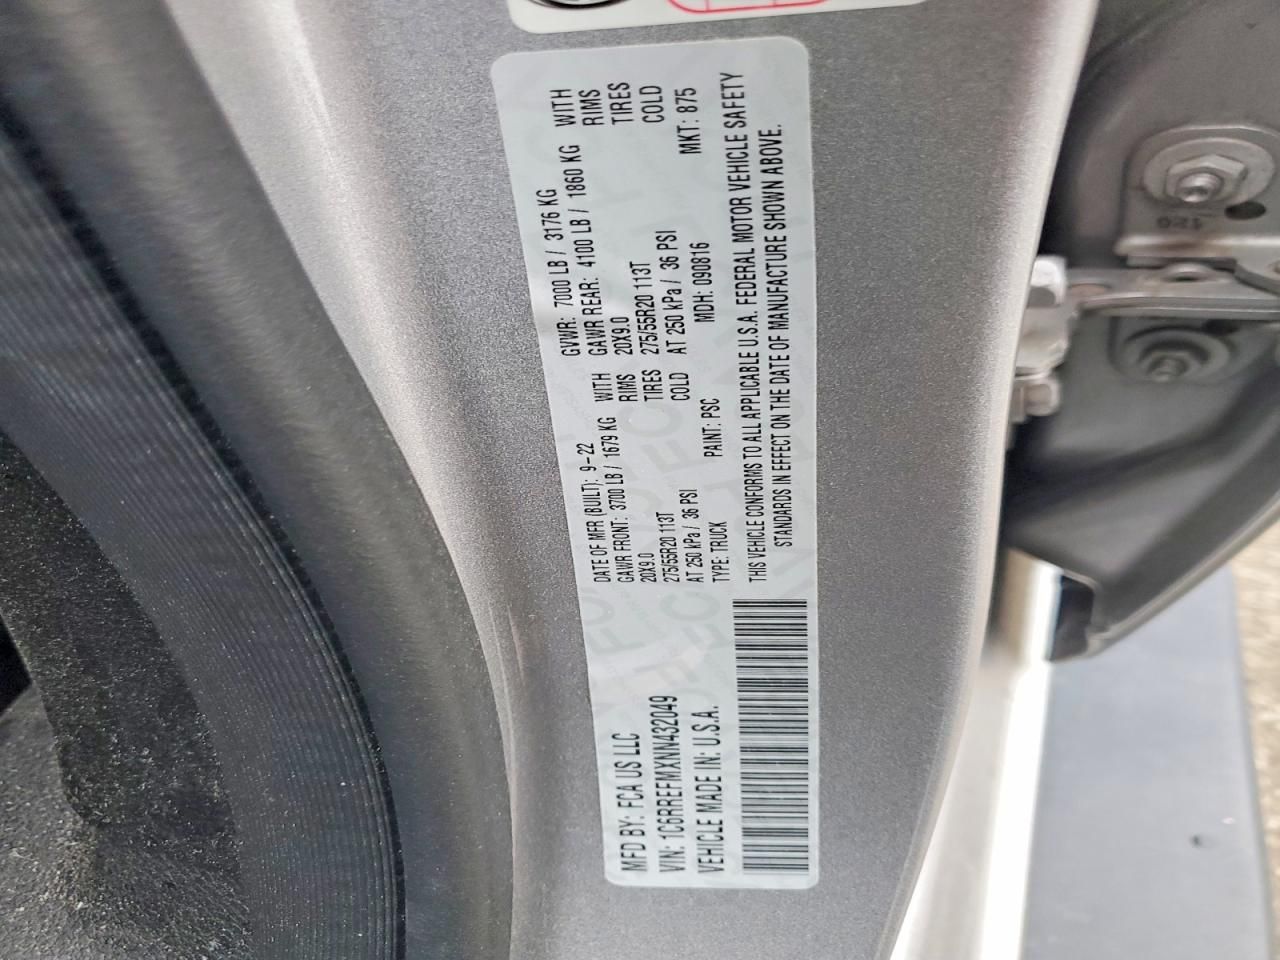 MFD BY: FCA US LLC
DATE OF MFR (BUILT): 9-22
GVWR: 7000 LB / 3176 KG
GAWR FRONT: 3700 LB / 1679 KG WITH
GAWR REAR: 4100 LB / 1860 KG WITH
20X9.0 RIMS
20X9.0 RIMS
275/55R20 113T TIRES
275/55R20 113T TIRES
AT 250 kPa / 36 PSI COLD
AT 250 kPa / 36 PSI COLD
VIN: 1C6RREFMXNN432049
TYPE: TRUCK
PAINT: PSC
MDH: 090816
MKT: 875
VEHICLE MADE IN: U.S.A.
THIS VEHICLE CONFORMS TO ALL APPLICABLE U.S.A. FEDERAL MOTOR VEHICLE SAFETY
STANDARDS IN EFFECT ON THE DATE OF MANUFACTURE SHOWN ABOVE.